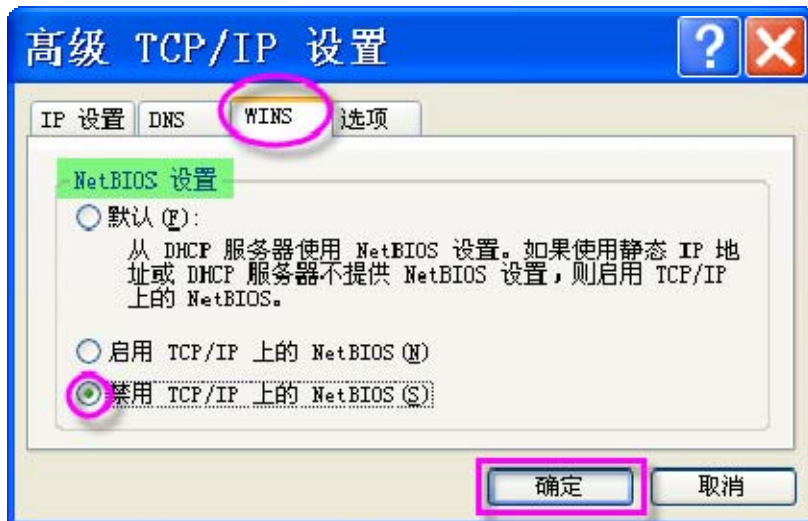 高级 TCP/IP 设置
IP 设置 DNS WINS 选项
NetBIOS 设置
默认(F):
从 DHCP 服务器使用 NetBIOS 设置。如果使用静态 IP 地
址或 DHCP 服务器不提供 NetBIOS 设置,则启用 TCP/IP
上的 NetBIOS。
启用 TCP/IP 上的 NetBIOS(N)
禁用 TCP/IP 上的 NetBIOS(S)
确定 取消